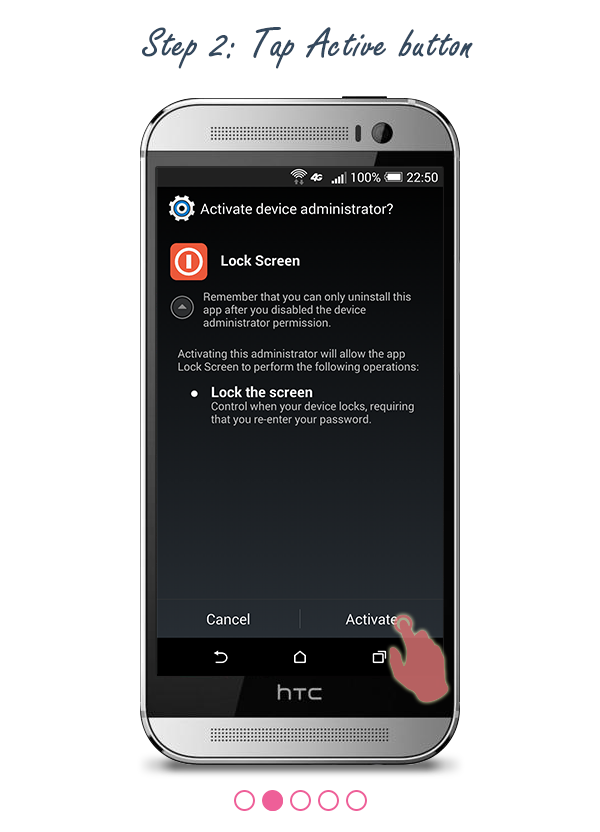 Step 2: Tap Active button
4G 100% 22:50
Activate device administrator?
Lock Screen
Remember that you can only uninstall this
app after you disabled the device
administrator permission.
Activating this administrator will allow the app
Lock Screen to perform the following operations:
• Lock the screen
Control when your device locks, requiring
that you re-enter your password.
Cancel Activate
hTC